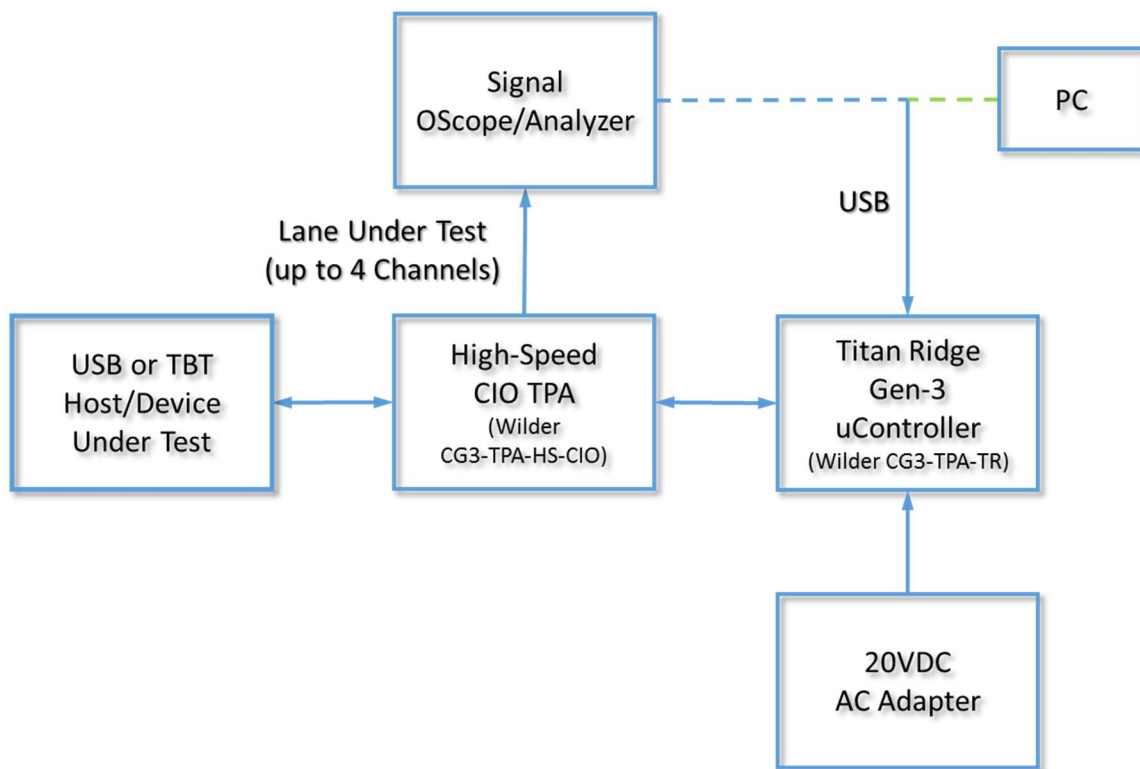 Signal
OScope/Analyzer
PC
USB
Lane Under Test
(up to 4 Channels)
USB or TBT
Host/Device
Under Test
High-Speed
CIO TPA
(Wilder
CG3-TPA-HS-CIO)
Titan Ridge
Gen-3
uController
(Wilder CG3-TPA-TR)
20VDC
AC Adapter